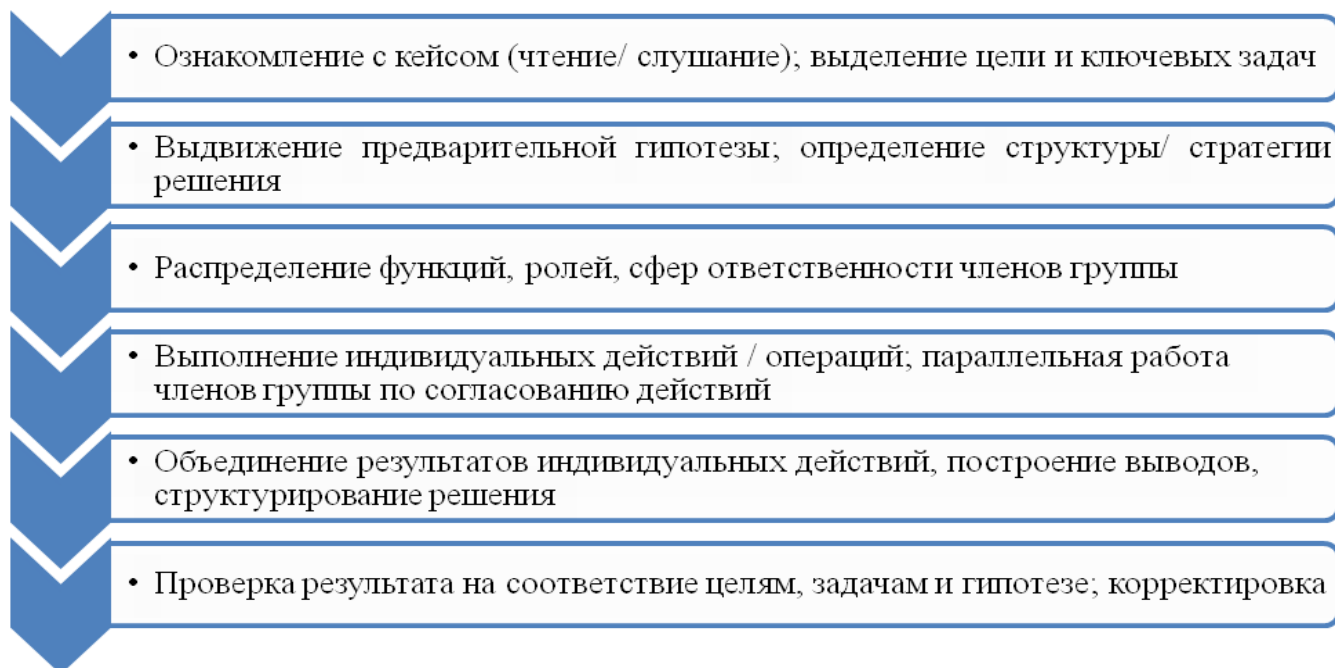 • Ознакомление с кейсом (чтение/ слушание); выделение цели и ключевых задач
• Выдвижение предварительной гипотезы; определение структуры/ стратегии
решения
• Распределение функций, ролей, сфер ответственности членов группы
• Выполнение индивидуальных действий / операций; параллельная работа
членов группы по согласованию действий
• Объединение результатов индивидуальных действий, построение выводов,
структурирование решения
• Проверка результата на соответствие целям, задачам и гипотезе; корректировка